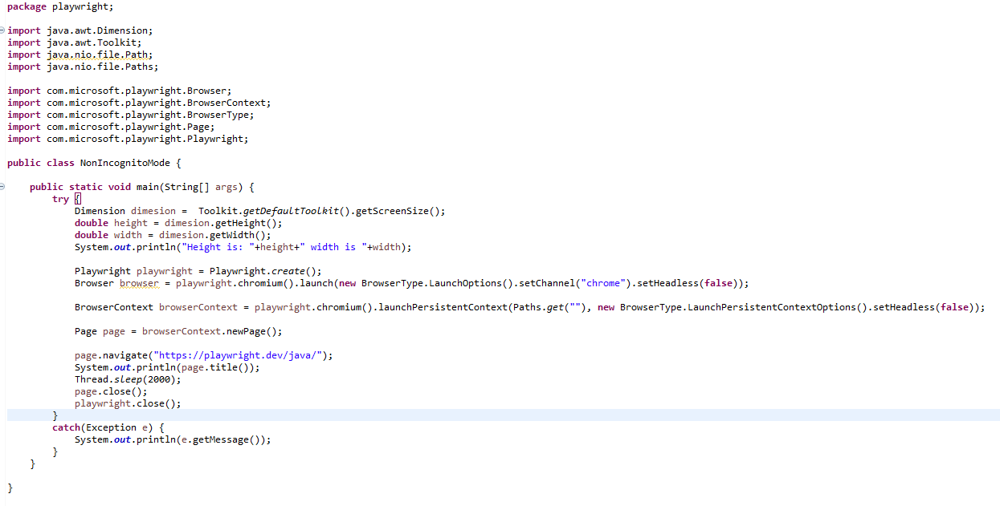 package playwright;
import java.awt.Dimension;
import java.awt.Toolkit;
import java.nio.file.Path;
import java.nio.file.Paths;
import com.microsoft.playwright.Browser;
import com.microsoft.playwright.BrowserContext;
import com.microsoft.playwright.BrowserType;
import com.microsoft.playwright.Page;
import com.microsoft.playwright.Playwright;
public class NonIncognitoMode {
    public static void main(String[] args) {
        try {
            Dimension dimesion =  Toolkit.getDefaultToolkit().getScreenSize();
            double height = dimesion.getHeight();
            double width = dimesion.getWidth();
            System.out.println("Height is: "+height+" width is "+width);
            Playwright playwright = Playwright.create();
            Browser browser = playwright.chromium().launch(new BrowserType.LaunchOptions().setChannel("chrome").setHeadless(false));
            BrowserContext browserContext = playwright.chromium().launchPersistentContext(Paths.get(""), new BrowserType.LaunchPersistentContextOptions().setHeadless(false));
            Page page = browserContext.newPage();
            page.navigate("https://playwright.dev/java/");
            System.out.println(page.title());
            Thread.sleep(2000);
            page.close();
            playwright.close();
        }
        catch(Exception e) {
            System.out.println(e.getMessage());
        }
    }
}